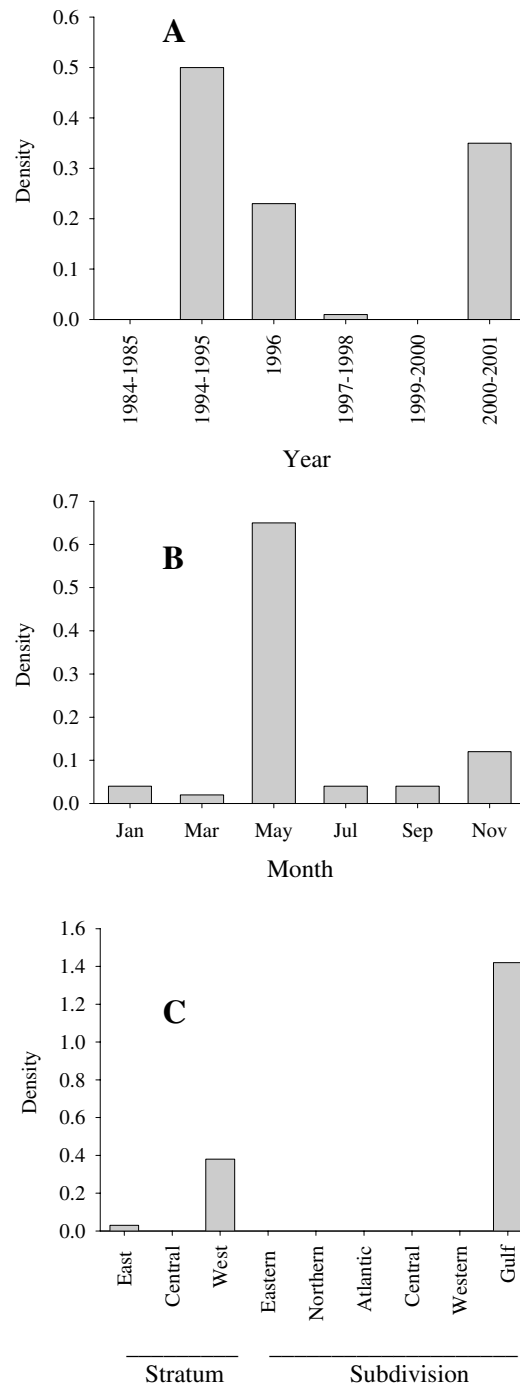 A
0.6
0.5
0.4
0.3
0.2
0.1
0.0
Density
1984-1985
1994-1995
1996
1997-1998
1999-2000
2000-2001
Year
B
0.7
0.6
0.5
0.4
0.3
0.2
0.1
0.0
Density
Jan Mar May Jul Sep Nov
Month
C
1.6
1.4
1.2
1.0
0.8
0.6
0.4
0.2
0.0
Density
East
Central
West
Eastern
Northern
Atlantic
Central
Western
Gulf
Stratum Subdivision